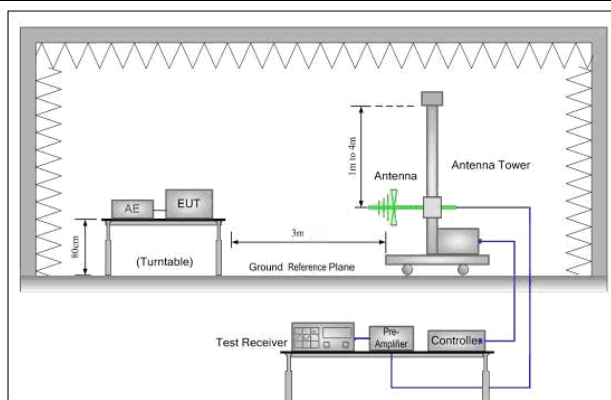 1m to 4m
Antenna
Antenna Tower
AE
EUT
80cm
(Turntable)
3m
Ground Reference Plane
Test Receiver
Pre-
Amplifier
Controller